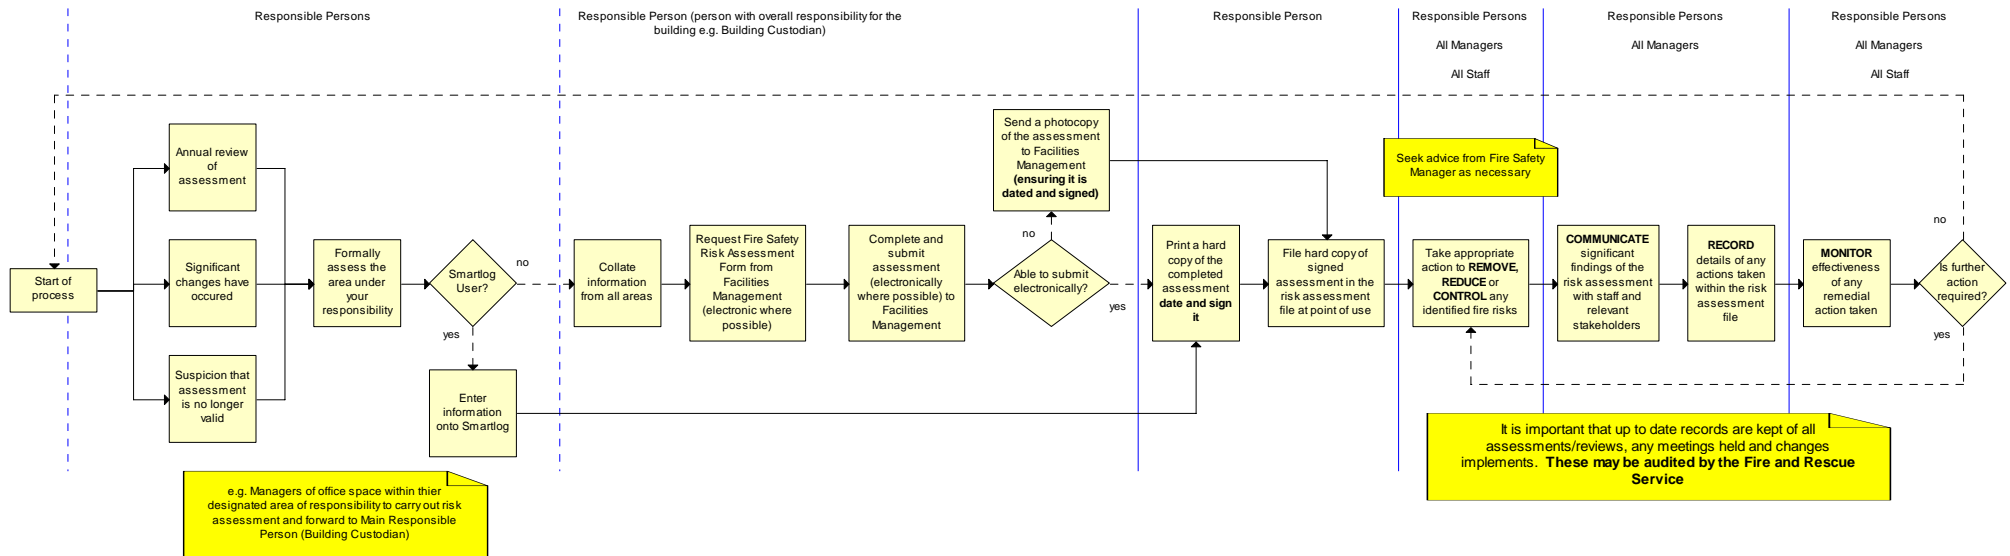 Responsible Persons
Responsible Person (person with overall responsibility for the
building e.g. Building Custodian)
Responsible Person
Responsible Persons
All Managers
All Staff
Responsible Persons
All Managers
Responsible Persons
All Managers
All Staff
Start of
process
Annual review
of
assessment
Significant
changes have
occured
Suspicion that
assessment
is no longer
valid
Formally
assess the
area under
your
responsibility
Smartlog
User?
no
yes
Enter
information
onto Smartlog
e.g. Managers of office space within thier
designated area of responsibility to carry out risk
assessment and forward to Main Responsible
Person (Building Custodian)
Collate
information
from all areas
Request Fire Safety
Risk Assessment
Form from
Facilities
Management
(electronic where
possible)
Complete and
submit
assessment
(electronically
where possible) to
Facilities
Management
Able to submit
electronically?
no
yes
Send a photocopy
of the assessment
to Facilities
Management
(ensuring it is
dated and signed)
Print a hard
copy of the
completed
assessment
date and sign
it
File hard copy of
signed
assessment in the
risk assessment
file at point of use
Seek advice from Fire Safety
Manager as necessary
Take appropriate
action to REMOVE,
REDUCE or
CONTROL any
identified fire risks
COMMUNICATE
significant
findings of the
risk assessment
with staff and
relevant
stakeholders
RECORD
details of any
actions taken
within the risk
assessment
file
MONITOR
effectiveness
of any
remedial
action taken
Is further
action
required?
no
yes
It is important that up to date records are kept of all
assessments/reviews, any meetings held and changes
implements. These may be audited by the Fire and Rescue
Service